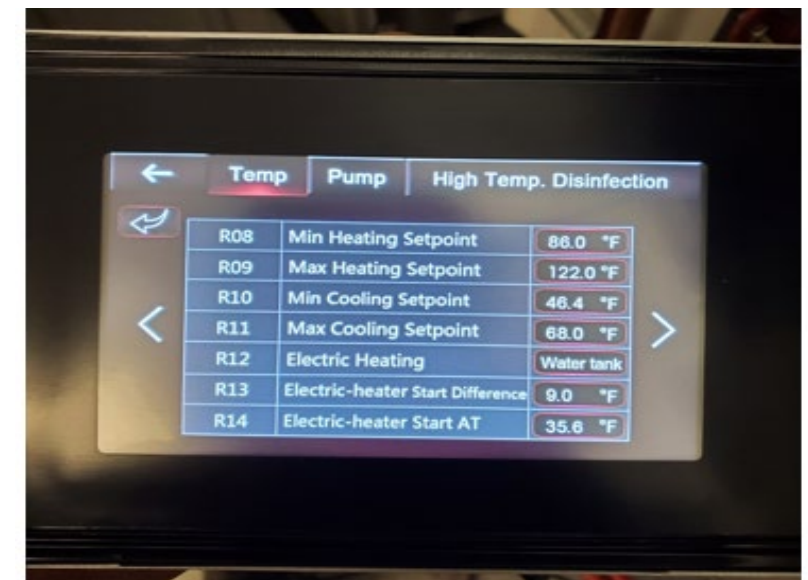 Temp Pump High Temp. Disinfection
R08 Min Heating Setpoint 86.0 °F
R09 Max Heating Setpoint 122.0 °F
R10 Min Cooling Setpoint 46.4 °F
R11 Max Cooling Setpoint 68.0 °F
R12 Electric Heating Water tank
R13 Electric-heater Start Difference 9.0 °F
R14 Electric-heater Start AT 35.6 °F